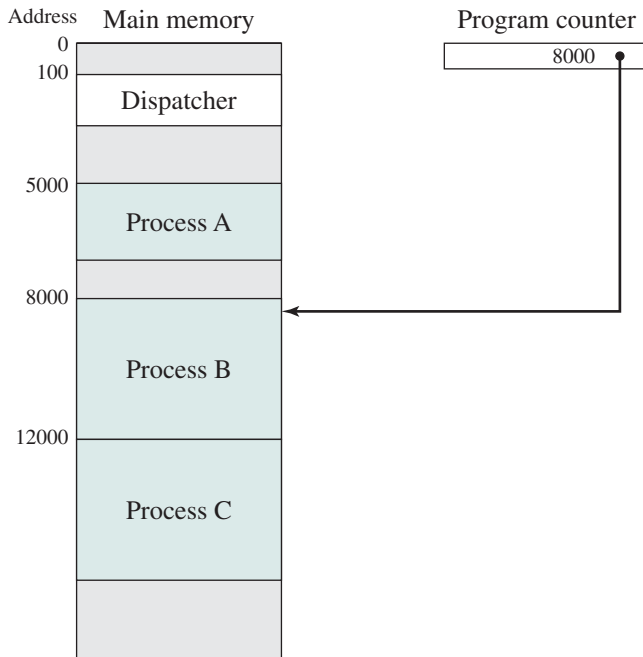 Address Main memory Program counter
0
8000
100
Dispatcher
5000
Process A
8000
Process B
12000
Process C